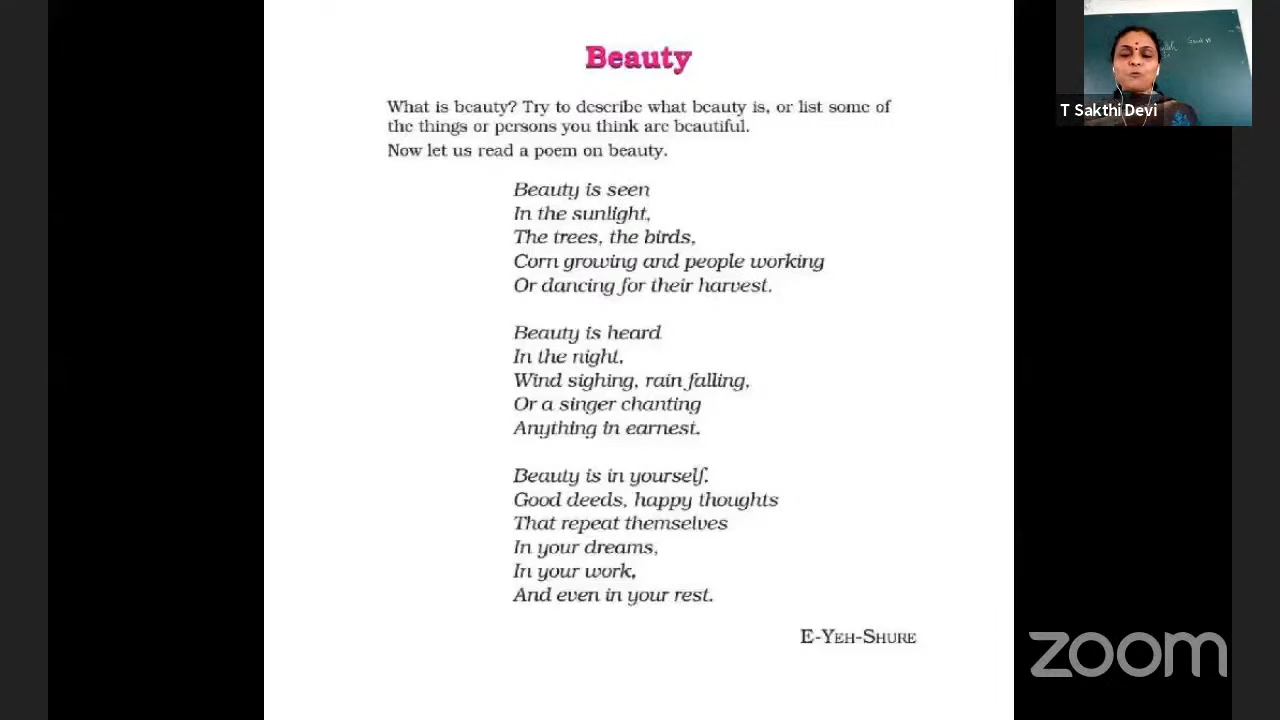 Beauty
What is beauty? Try to describe what beauty is, or list some of
the things or persons you think are beautiful.
Now let us read a poem on beauty.
Beauty is seen
In the sunlight,
The trees, the birds,
Corn growing and people working
Or dancing for their harvest.
Beauty is heard
In the night,
Wind sighing, rain falling,
Or a singer chanting
Anything in earnest.
Beauty is in yourself.
Good deeds, happy thoughts
That repeat themselves
In your dreams,
In your work,
And even in your rest.
E-YEH-SHURE
T Sakthi Devi
zoom